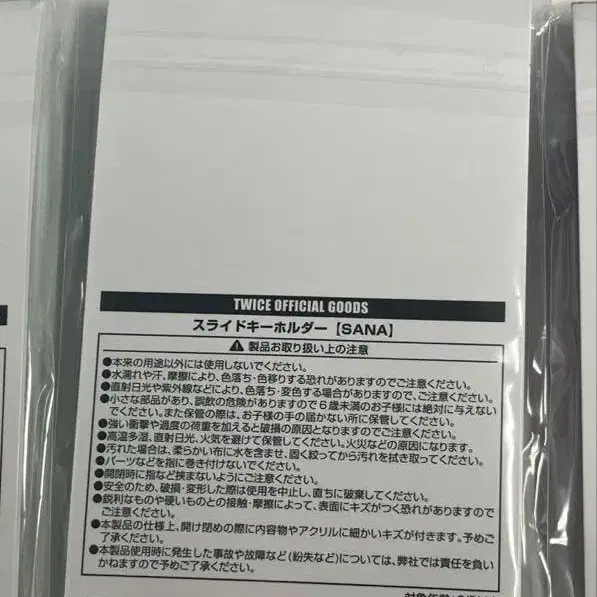 TWICE OFFICIAL GOODS
スライドキーホルダー【SANA】
⚠ 製品お取り扱い上の注意
●本来の用途以外には使用しないでください。
●水濡れや汗、摩擦により、色落ち・色移りする恐れがありますのでご注意ください。
●直射日光や紫外線などにより、色落ち・変色する場合がありますので、ご注意ください。
●小さな部品があり、誤飲の危険がありますので6歳未満のお子様には絶対に与えない
でください。また保管の際は、お子様の手の届かない所に保管してください。
●強い衝撃や過度の荷重を加えると破損の原因となりますのでご注意ください。
●高温多湿、直射日光、火気を避けて保管してください。火災などの原因になります。
●汚れた場合は、柔らかい布に水を含ませ、固く絞ってから汚れを拭き取ってください。
●パーツなどを指に巻き付けないでください。
●開閉時に指など挟まないようにご注意ください。
●安全のため、破損・変形した際は使用を中止し、直ちに破棄してください。
●鋭利なものや硬いものとの接触・摩擦によって、表面にキズがつく恐れがありますので
ご注意ください。
●本製品の仕様上、開け閉めの際に内容物やアクリルに細かいキズが付きます。予めご
了承ください。
●本製品使用時に発生した事故や故障など(紛失など)については、弊社では責任を負い
かねますので予めご了承ください。